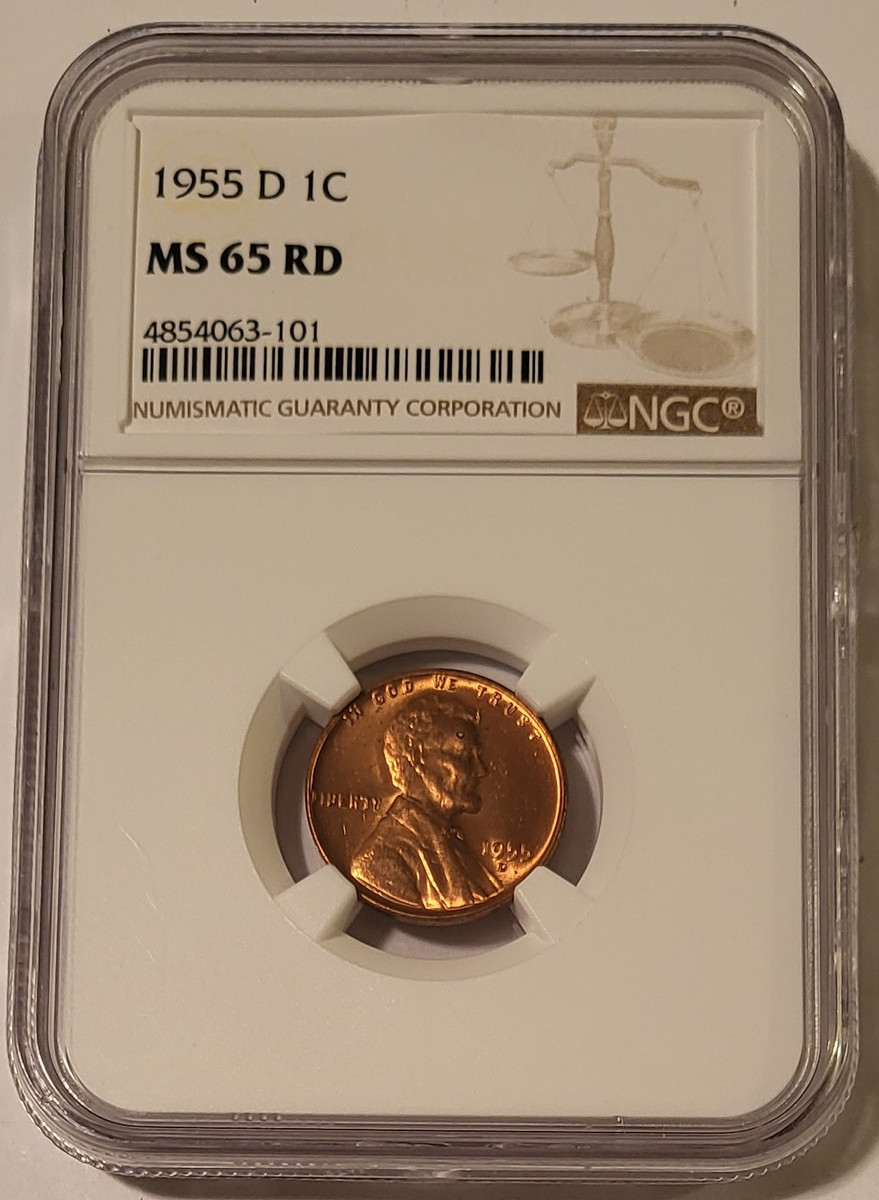 1955 D 1C
MS 65 RD
4854063-101
NUMISMATIC GUARANTY CORPORATION
NGC®
IN GOD WE TRUST
LIBERTY
1955
D